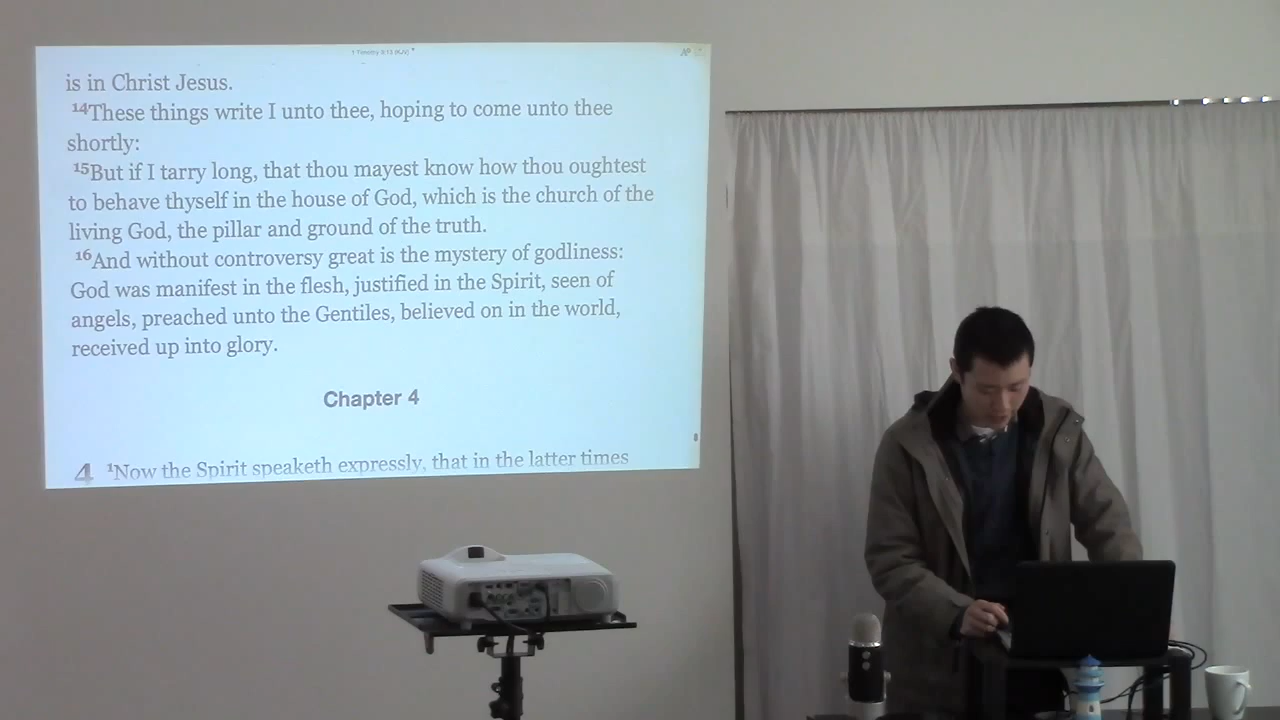 1 Timothy 3:13 (KJV)
is in Christ Jesus.
14These things write I unto thee, hoping to come unto thee
shortly:
15But if I tarry long, that thou mayest know how thou oughtest
to behave thyself in the house of God, which is the church of the
living God, the pillar and ground of the truth.
16And without controversy great is the mystery of godliness:
God was manifest in the flesh, justified in the Spirit, seen of
angels, preached unto the Gentiles, believed on in the world,
received up into glory.
Chapter 4
4 1Now the Spirit speaketh expressly, that in the latter times